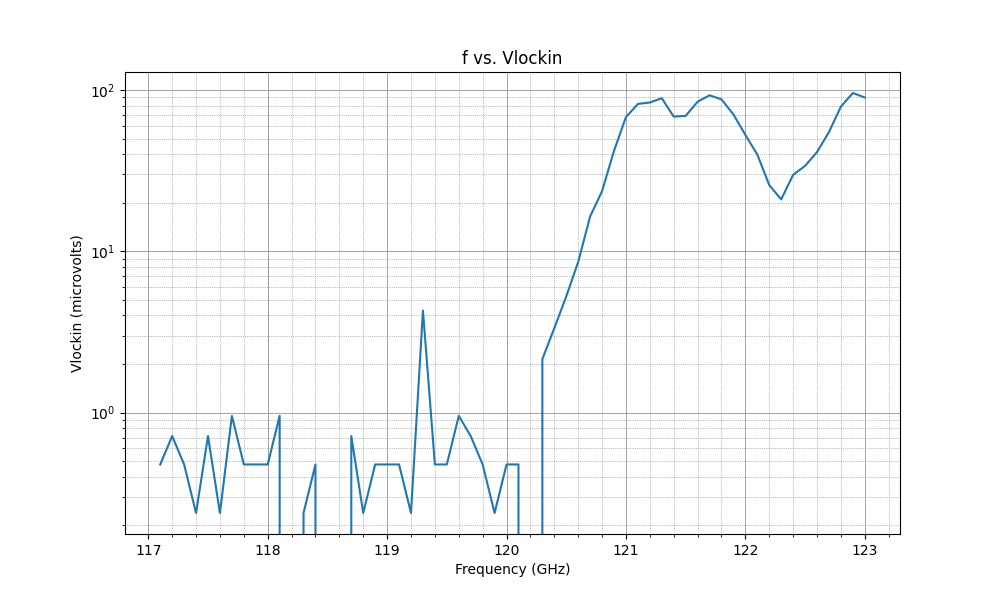 f vs. Vlockin
10²
10¹
10⁰
Vlockin (microvolts)
117 118 119 120 121 122 123
Frequency (GHz)